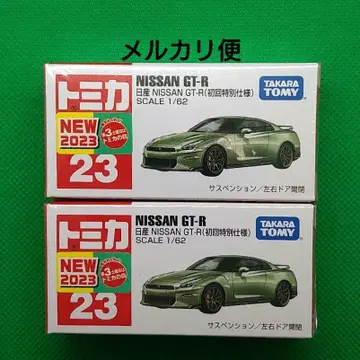 メルカリ便
トミカ
NEW
2023
23
NISSAN GT-R
日産 NISSAN GT-R(初回特別仕様)
SCALE 1/62
TAKARA
TOMY
サスペンション/左右ドア開閉
トミカ
NEW
2023
23
NISSAN GT-R
日産 NISSAN GT-R(初回特別仕様)
SCALE 1/62
TAKARA
TOMY
サスペンション/左右ドア開閉